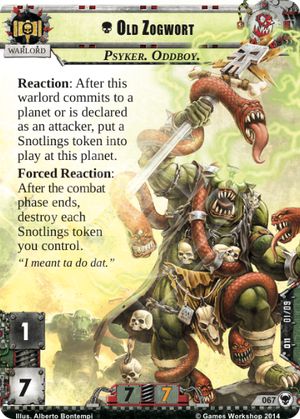 Old Zogwort
WARLORD
Psyker. Oddboy.
Reaction: After this
warlord commits to a
planet or is declared
as an attacker, put a
Snotlings token into
play at this planet.
Forced Reaction:
After the combat
phase ends,
destroy each
Snotlings token
you control.
“I meant ta do dat.”
1
7
7 7
067
01/09
Illus. Alberto Bontempi
© Games Workshop 2014